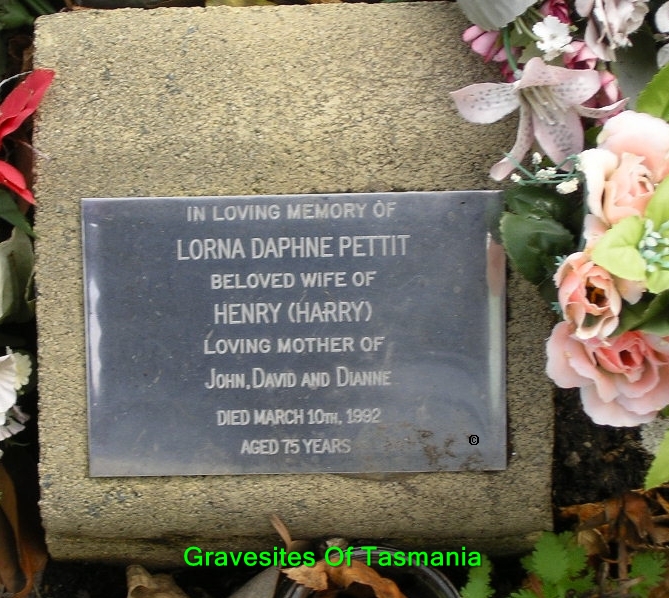 IN LOVING MEMORY OF
LORNA DAPHNE PETTIT
BELOVED WIFE OF
HENRY (HARRY)
LOVING MOTHER OF
JOHN, DAVID AND DIANNE
DIED MARCH 10TH, 1992
AGED 75 YEARS
©
Gravesites Of Tasmania